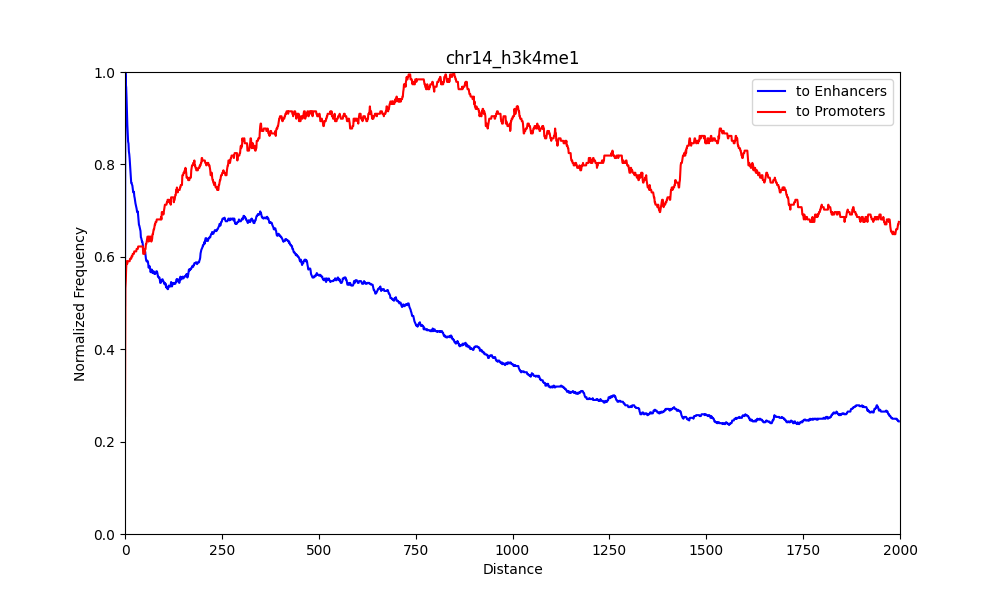 chr14_h3k4me1
to Enhancers
to Promoters
Normalized Frequency
1.0
0.8
0.6
0.4
0.2
0.0
0 250 500 750 1000 1250 1500 1750 2000
Distance